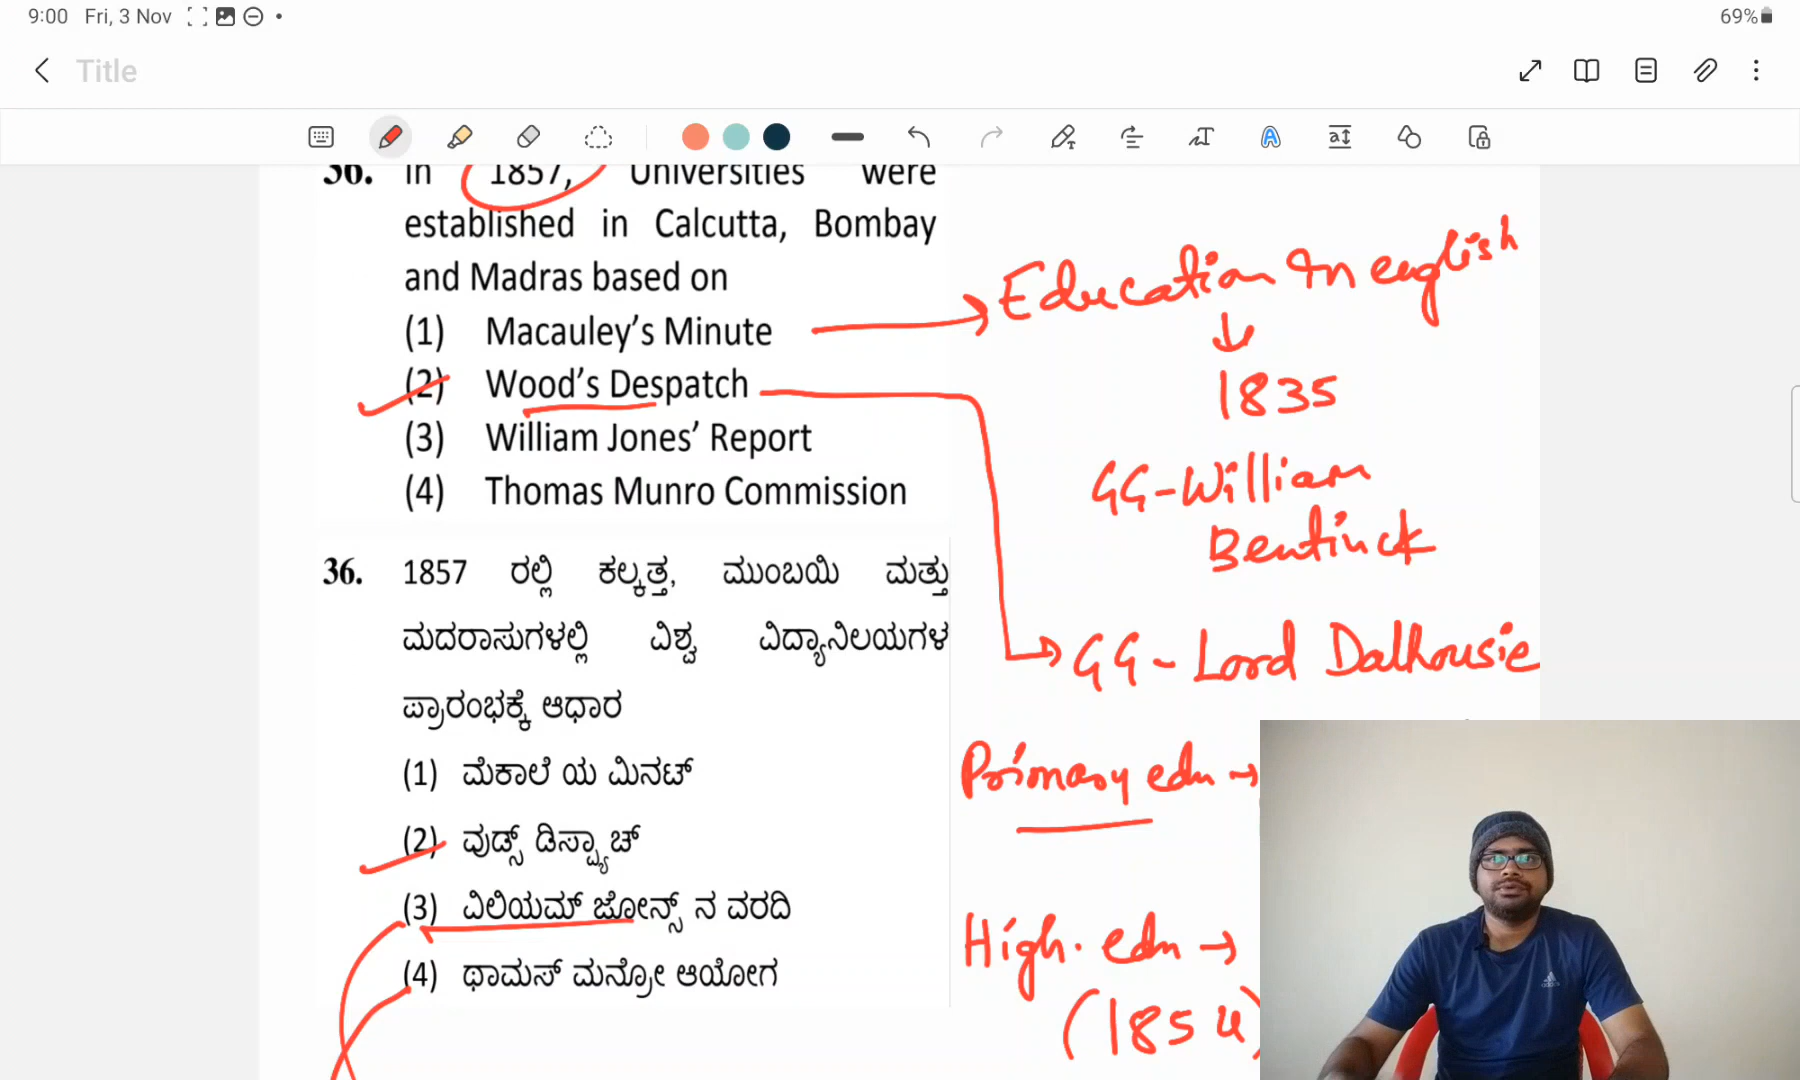 9:00 Fri, 3 Nov
69%
Title
36. In 1857, Universities were
established in Calcutta, Bombay
and Madras based on
(1) Macauley's Minute
(2) Wood's Despatch
(3) William Jones' Report
(4) Thomas Munro Commission
Education In english
1835
GG-William
Bentinck
GG- Lord Dalhousie
Primary edn →
High. edn →
(1854)
36. 1857 ರಲ್ಲಿ ಕಲ್ಕತ್ತ, ಮುಂಬಯಿ ಮತ್ತು
ಮದರಾಸುಗಳಲ್ಲಿ ವಿಶ್ವ ವಿದ್ಯಾನಿಲಯಗಳ
ಪ್ರಾರಂಭಕ್ಕೆ ಆಧಾರ
(1) ಮೆಕಾಲೆ ಯ ಮಿನಟ್
(2) ವುಡ್ಸ್ ಡಿಸ್ಪ್ಯಾಚ್
(3) ವಿಲಿಯಮ್ ಜೋನ್ಸ್ ನ ವರದಿ
(4) ಥಾಮಸ್ ಮನ್ರೋ ಆಯೋಗ